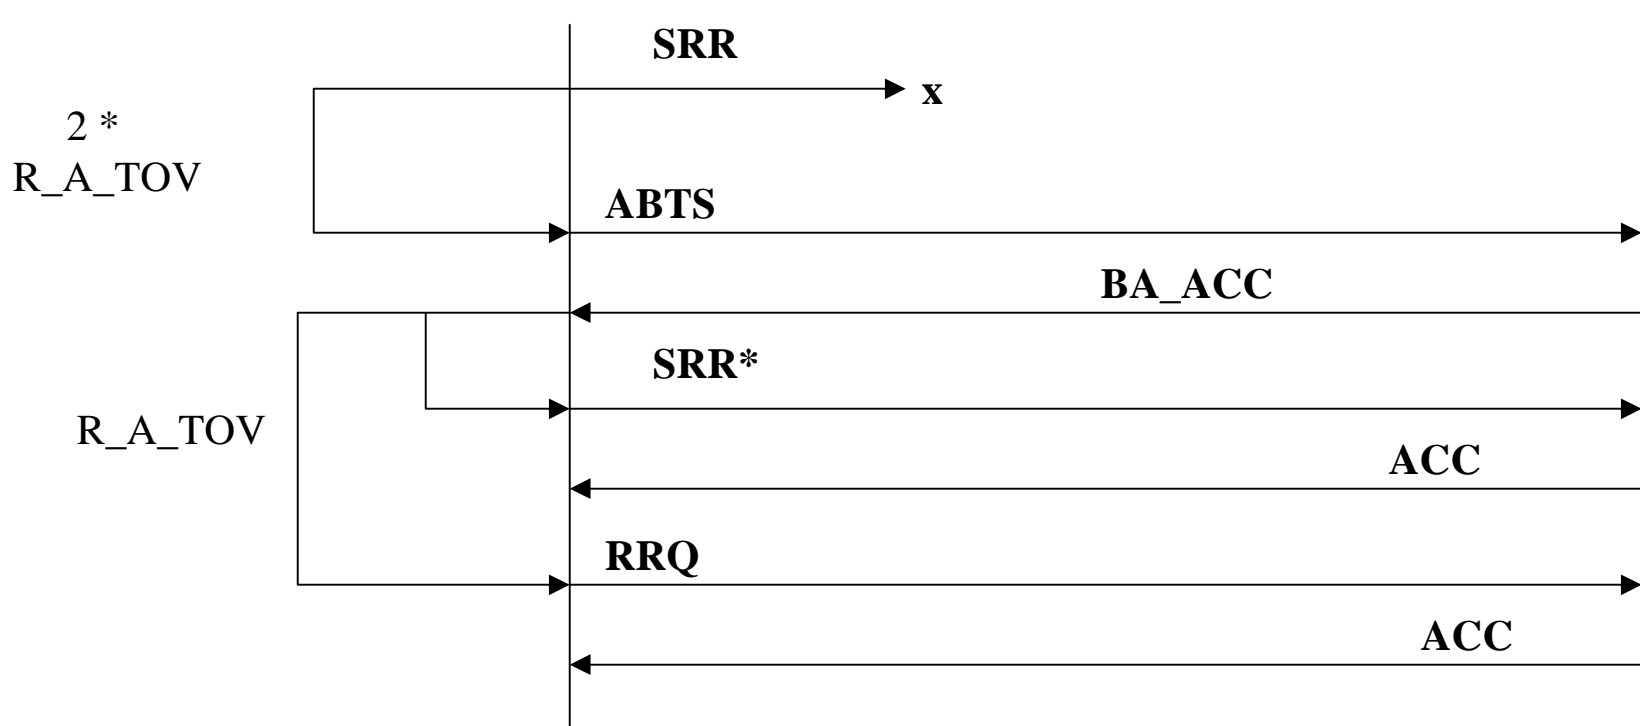 SRR
x
2 *
R_A_TOV
ABTS
BA_ACC
SRR*
R_A_TOV
ACC
RRQ
ACC